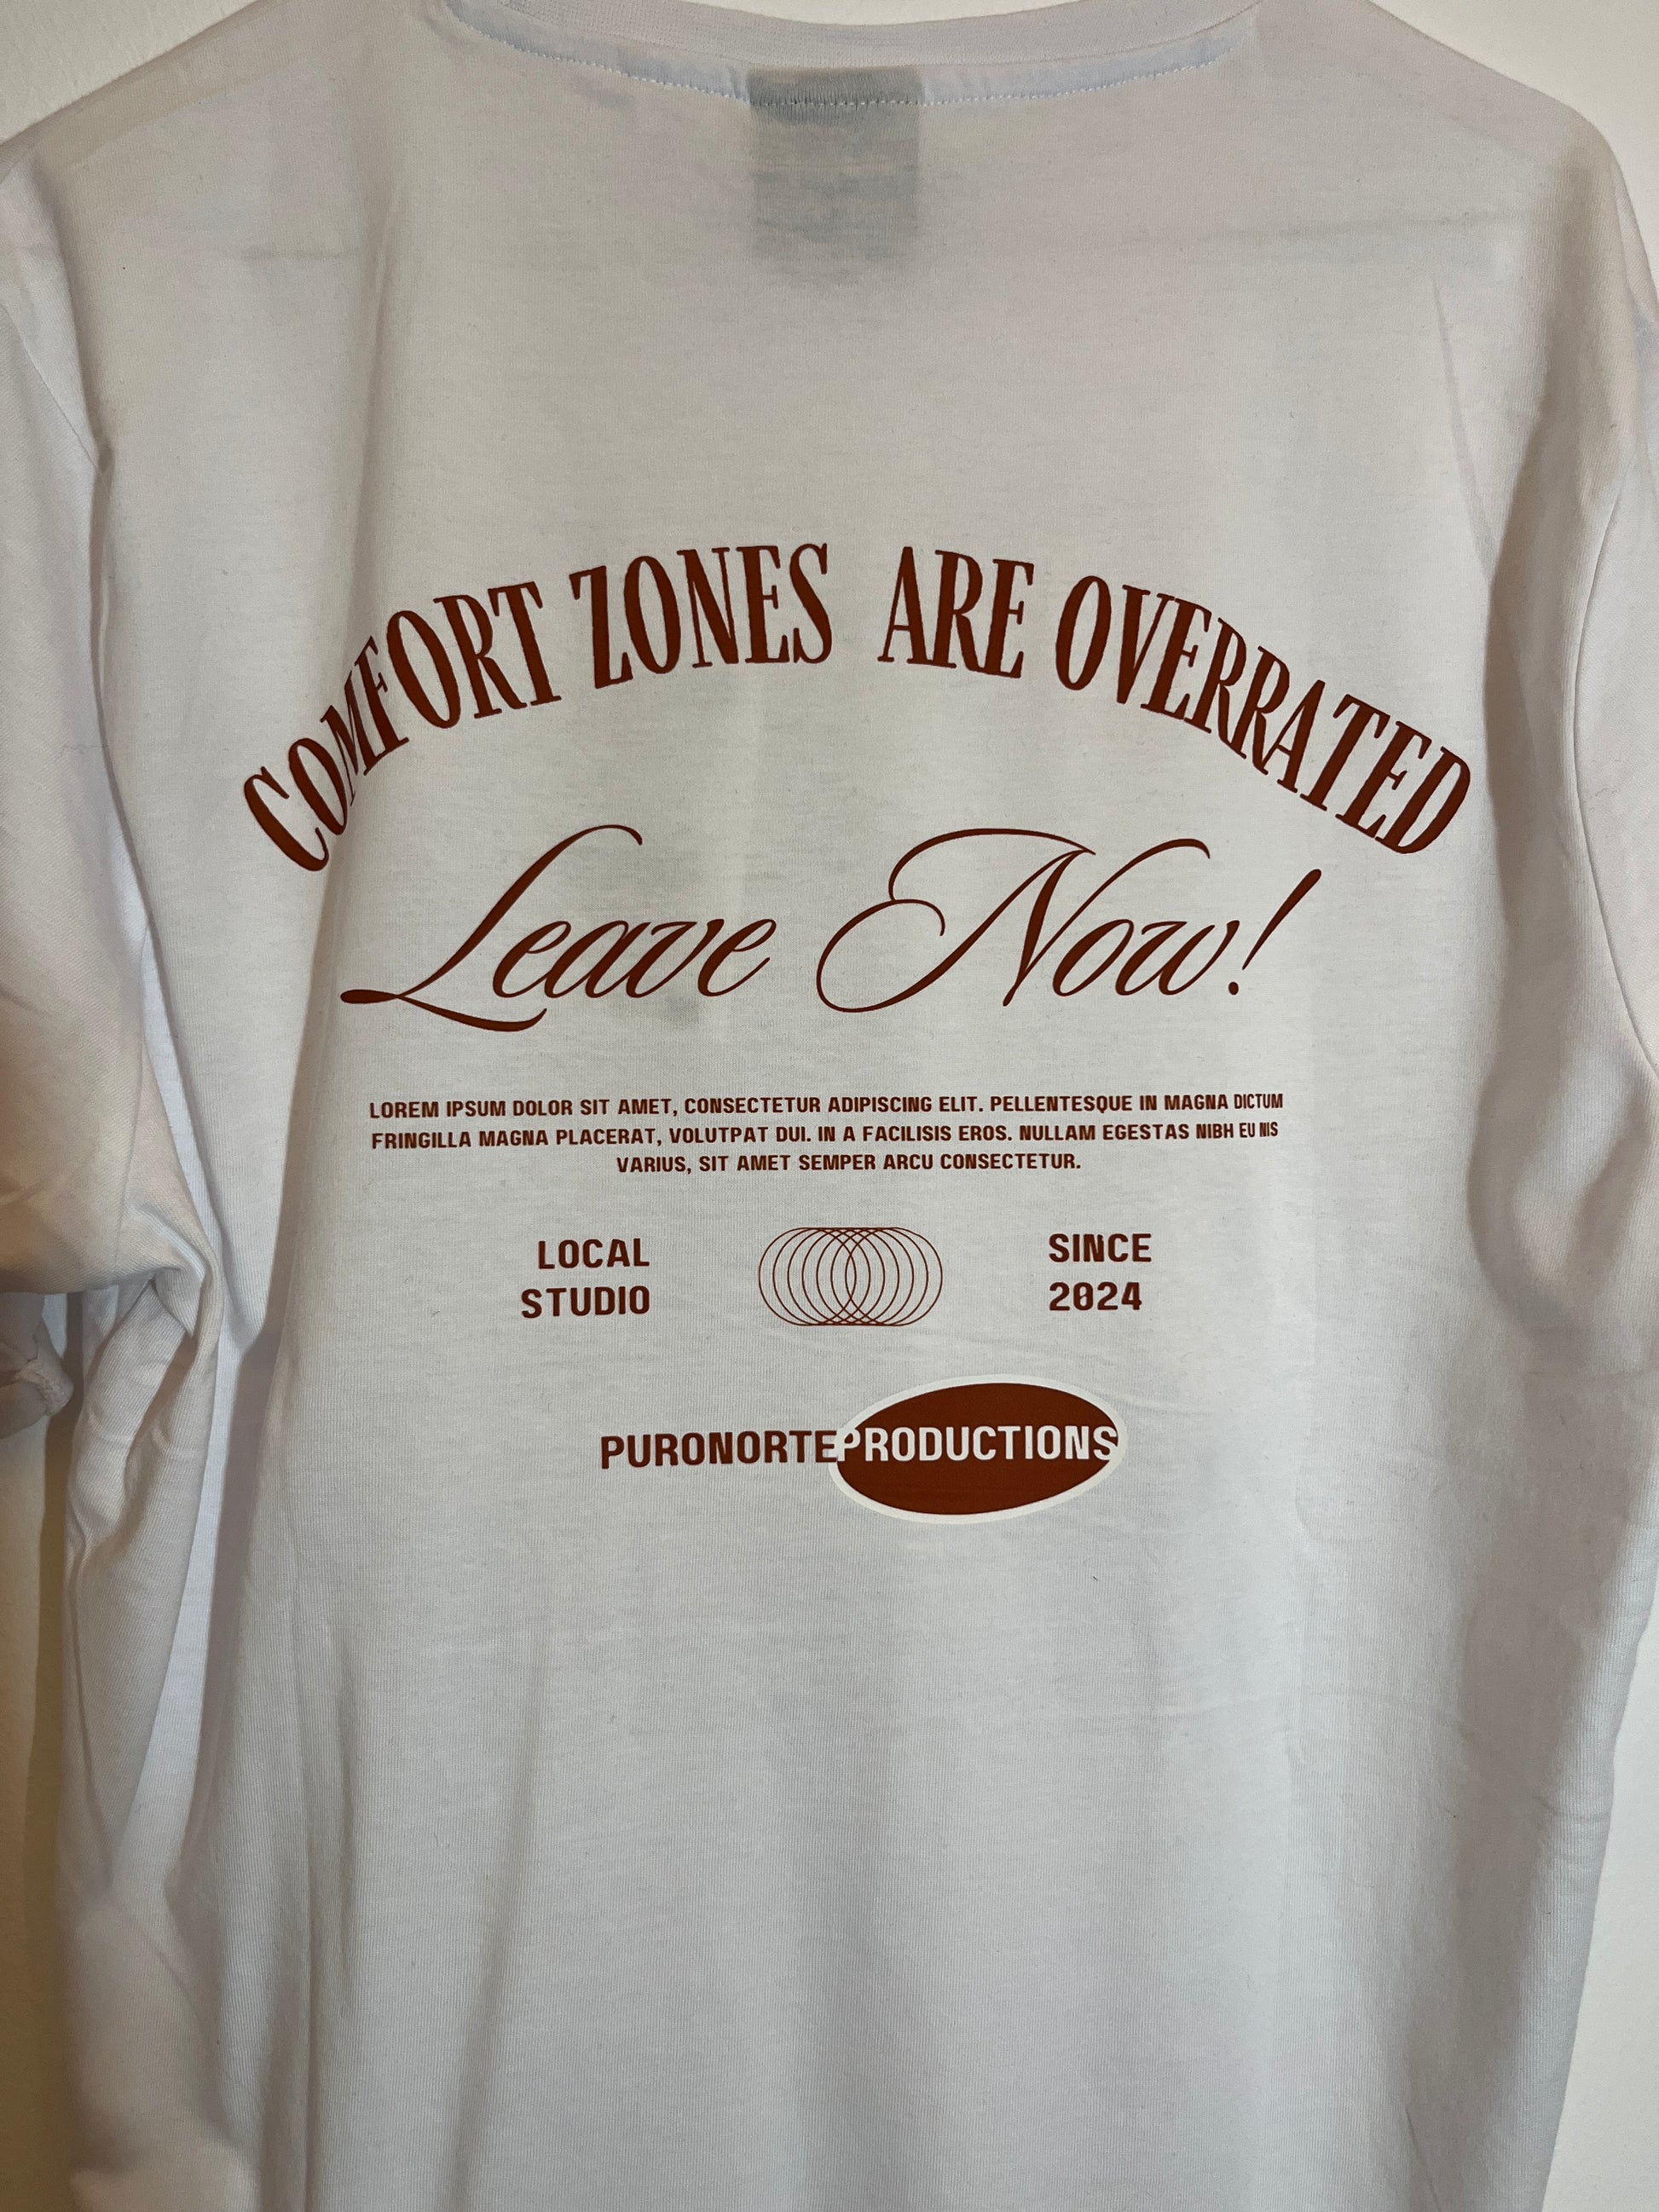 COMFORT ZONES ARE OVERRATED
Leave Now!
LOREM IPSUM DOLOR SIT AMET, CONSECTETUR ADIPISCING ELIT. PELLENTESQUE IN MAGNA DICTUM
FRINGILLA MAGNA PLACERAT, VOLUTPAT DUI. IN A FACILISIS EROS. NULLAM EGESTAS NIBH EU NIS
VARIUS, SIT AMET SEMPER ARCU CONSECTETUR.
LOCAL
STUDIO
SINCE
2024
PURONORTEPRODUCTIONS